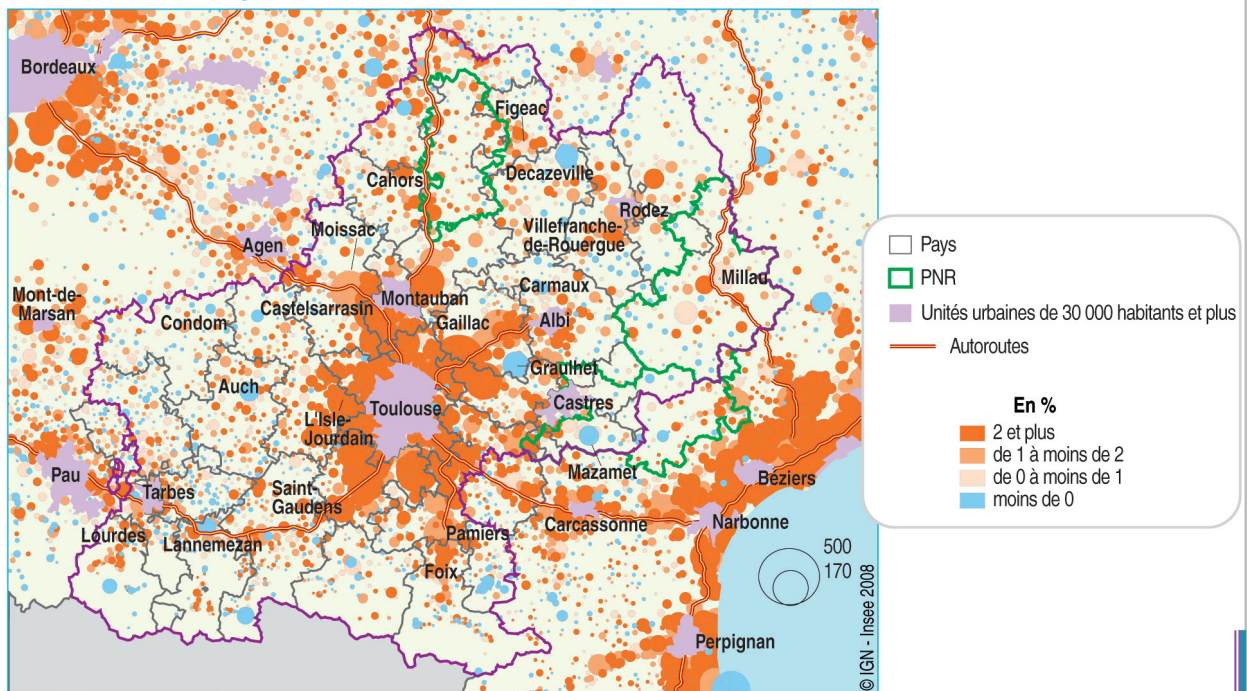 Bordeaux
Figeac
Cahors
Decazeville
Rodez
Moissac
Villefranche-
de-Rouergue
Agen
Millau
Mont-de-
Marsan
Castelsarrasin
Montauban
Carmaux
Condom
Gaillac
Albi
Auch
Graulhet
Toulouse
Castres
L'Isle-
Jourdain
Mazamet
Pau
Tarbes
Saint-
Gaudens
Béziers
Lourdes
Lannemezan
Pamiers
Carcassonne
Narbonne
Foix
Perpignan
500
170
© IGN - Insee 2008
Pays
PNR
Unités urbaines de 30 000 habitants et plus
Autoroutes
En %
2 et plus
de 1 à moins de 2
de 0 à moins de 1
moins de 0